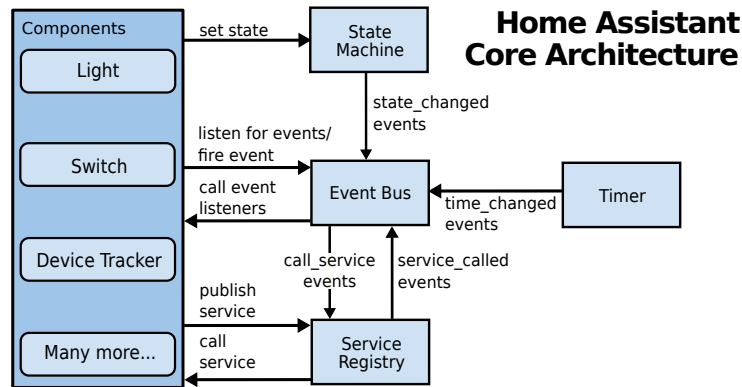 Home Assistant
Core Architecture
Components
Light
Switch
Device Tracker
Many more...
set state
State
Machine
state_changed
events
listen for events/
fire event
call event
listeners
Event Bus
time_changed
events
Timer
call_service
events
service_called
events
publish
service
call
service
Service
Registry